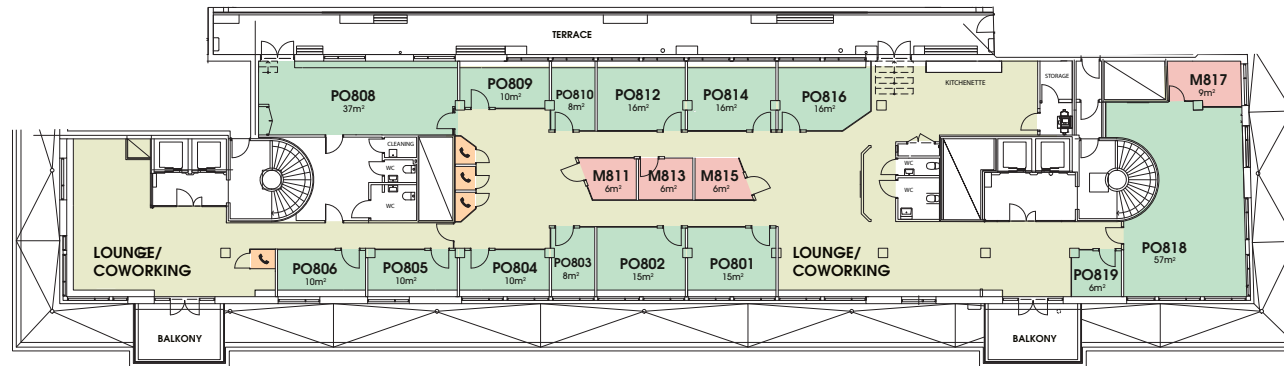 TERRACE
PO808
37m²
PO809
10m²
PO810
8m²
PO812
16m²
PO814
16m²
PO816
16m²
KITCHENETTE
STORAGE
M817
9m²
CLEANING
WC
WC
M811
6m²
M813
6m²
M815
6m²
WC
WC
LOUNGE/
COWORKING
PO806
10m²
PO805
10m²
PO804
10m²
PO803
8m²
PO802
15m²
PO801
15m²
LOUNGE/
COWORKING
PO819
6m²
PO818
57m²
BALKONY
BALKONY